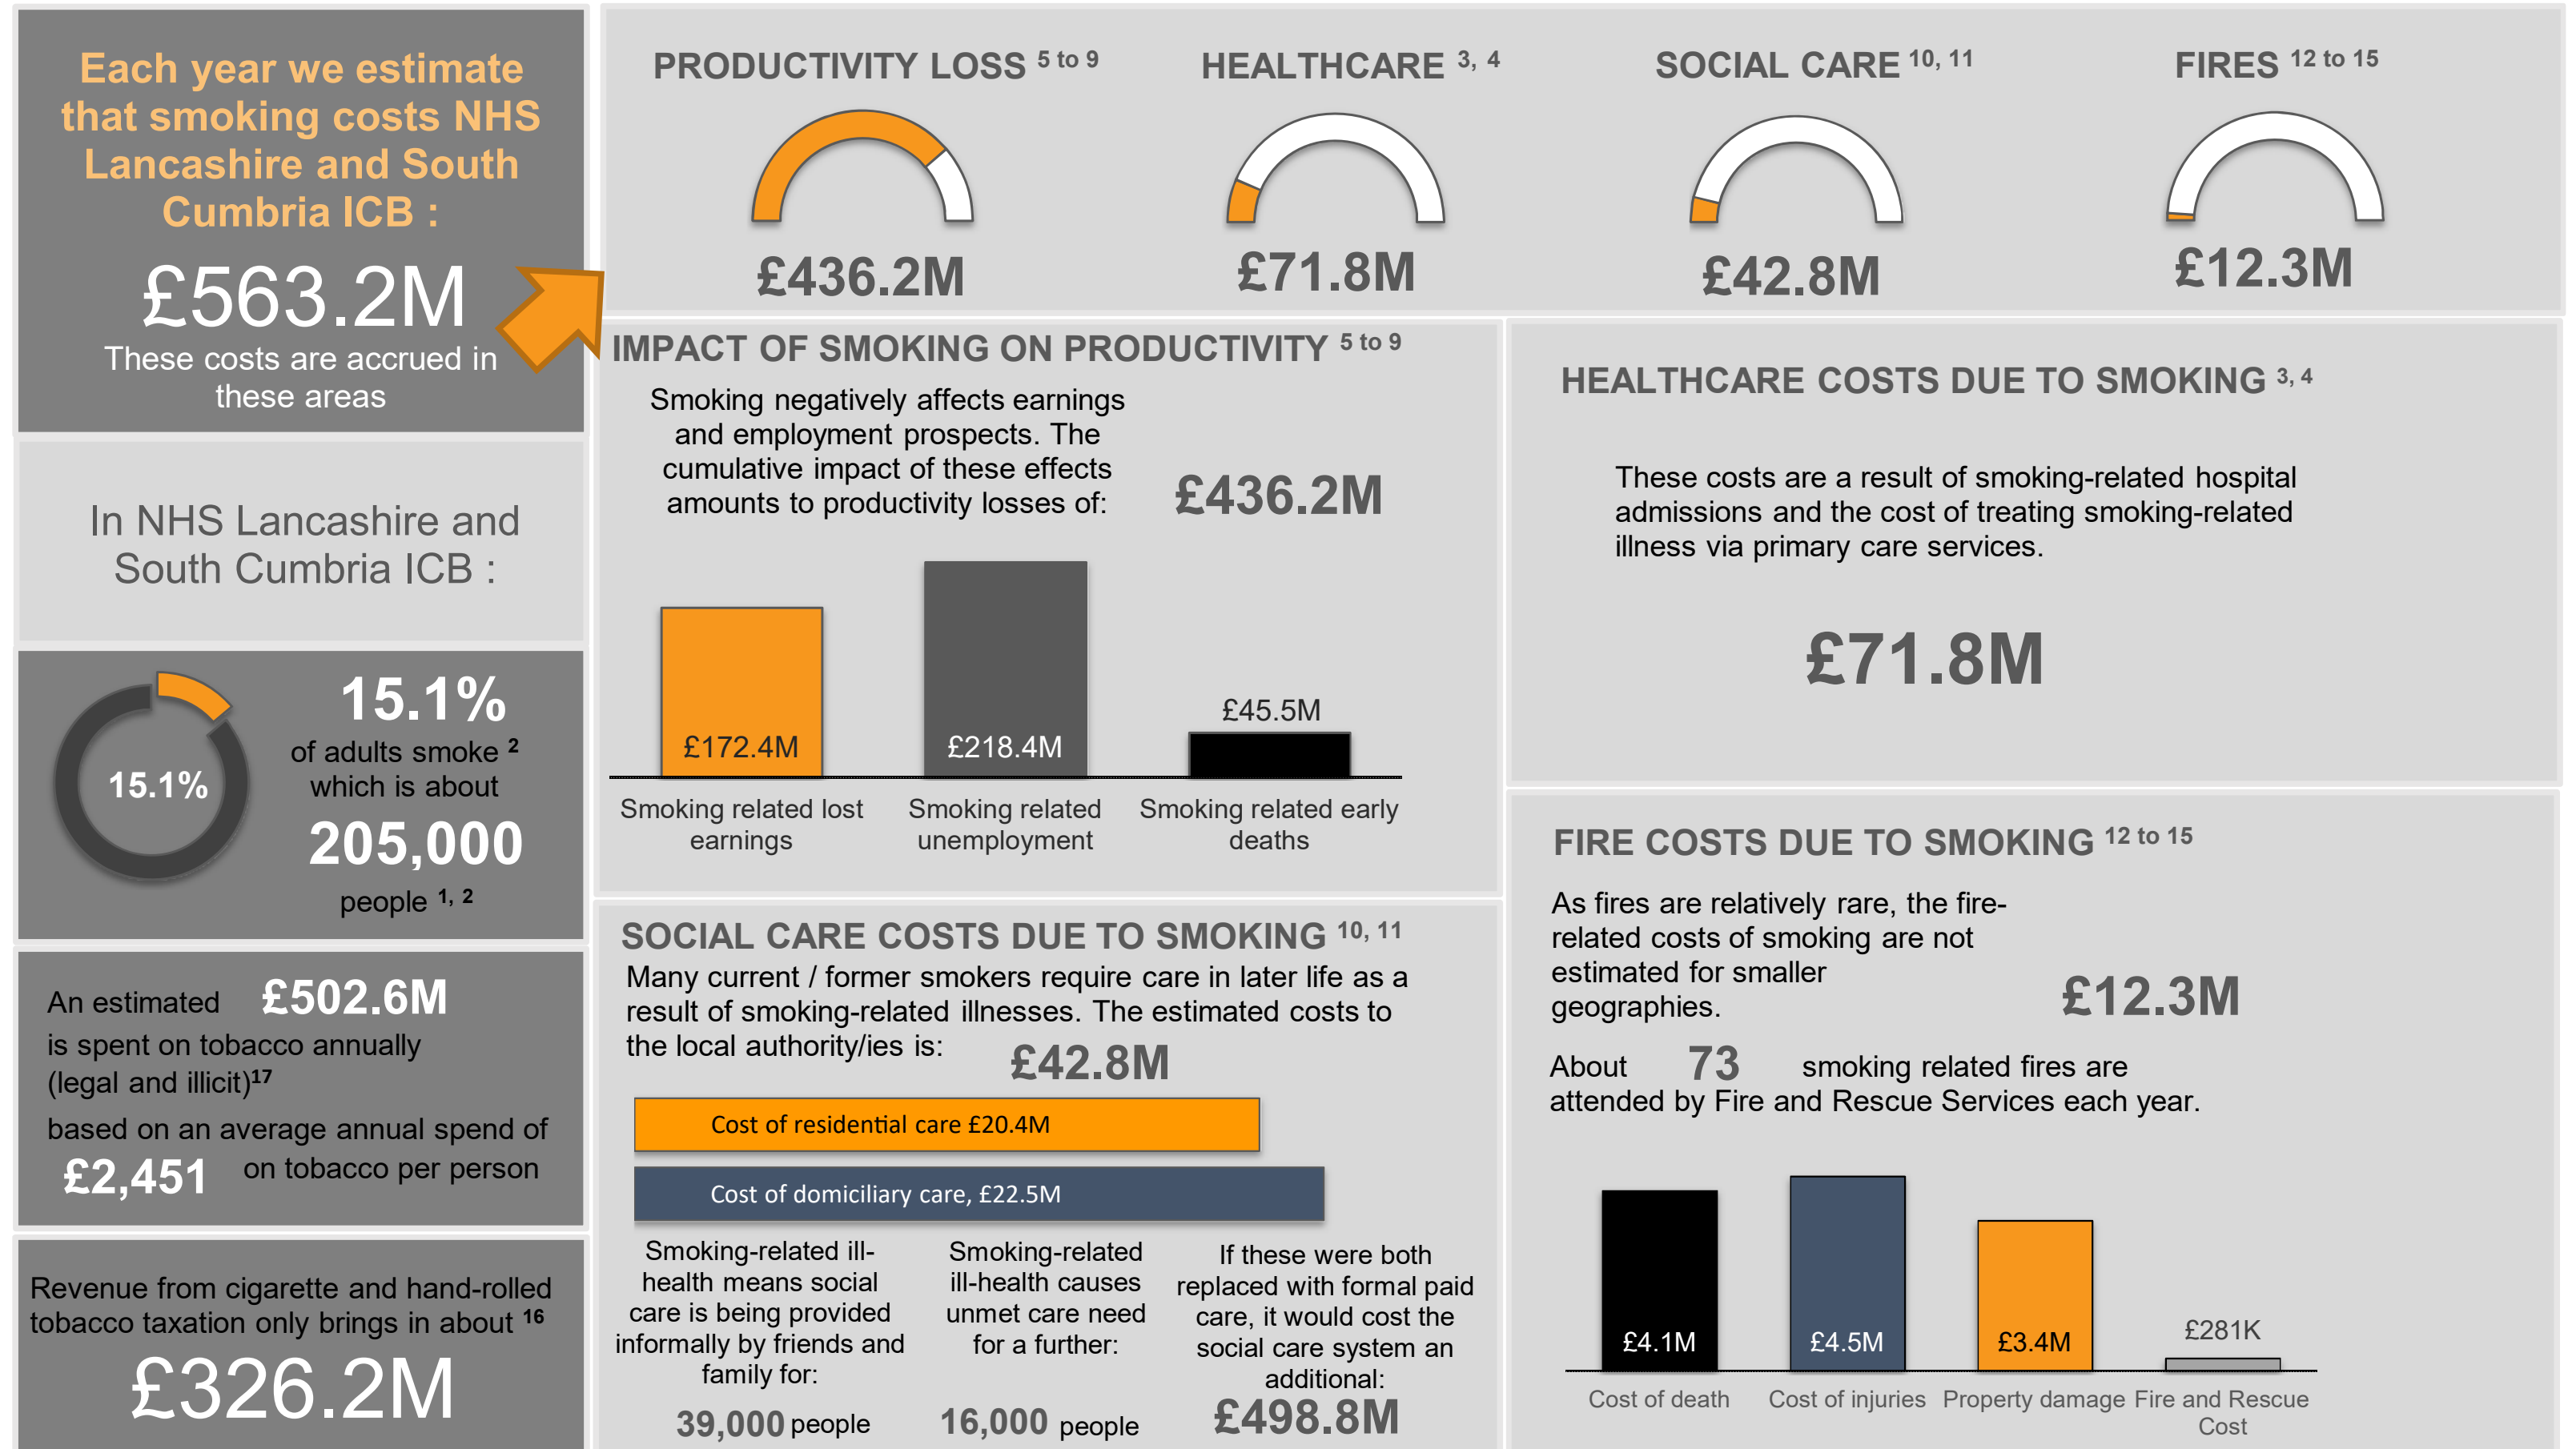 Each year we estimate
that smoking costs NHS
Lancashire and South
Cumbria ICB :
£563.2M
These costs are accrued in
these areas
PRODUCTIVITY LOSS 5 to 9
£436.2M
HEALTHCARE 3, 4
£71.8M
SOCIAL CARE 10, 11
£42.8M
FIRES 12 to 15
£12.3M
In NHS Lancashire and
South Cumbria ICB :
15.1%
15.1%
of adults smoke 2
which is about
205,000
people 1, 2
An estimated £502.6M
is spent on tobacco annually
(legal and illicit)17
based on an average annual spend of
£2,451 on tobacco per person
Revenue from cigarette and hand-rolled
tobacco taxation only brings in about 16
£326.2M
IMPACT OF SMOKING ON PRODUCTIVITY 5 to 9
Smoking negatively affects earnings
and employment prospects. The
cumulative impact of these effects
amounts to productivity losses of:
£436.2M
£172.4M
£218.4M
£45.5M
Smoking related lost
earnings
Smoking related
unemployment
Smoking related early
deaths
SOCIAL CARE COSTS DUE TO SMOKING 10, 11
Many current / former smokers require care in later life as a
result of smoking-related illnesses. The estimated costs to
the local authority/ies is:
£42.8M
Cost of residential care £20.4M
Cost of domiciliary care, £22.5M
Smoking-related ill-
health means social
care is being provided
informally by friends and
family for:
39,000 people
Smoking-related
ill-health causes
unmet care need
for a further:
16,000 people
If these were both
replaced with formal paid
care, it would cost the
social care system an
additional:
£498.8M
HEALTHCARE COSTS DUE TO SMOKING 3, 4
These costs are a result of smoking-related hospital
admissions and the cost of treating smoking-related
illness via primary care services.
£71.8M
FIRE COSTS DUE TO SMOKING 12 to 15
As fires are relatively rare, the fire-
related costs of smoking are not
estimated for smaller
geographies.
£12.3M
About 73 smoking related fires are
attended by Fire and Rescue Services each year.
£4.1M
£4.5M
£3.4M
£281K
Cost of death
Cost of injuries
Property damage
Fire and Rescue
Cost